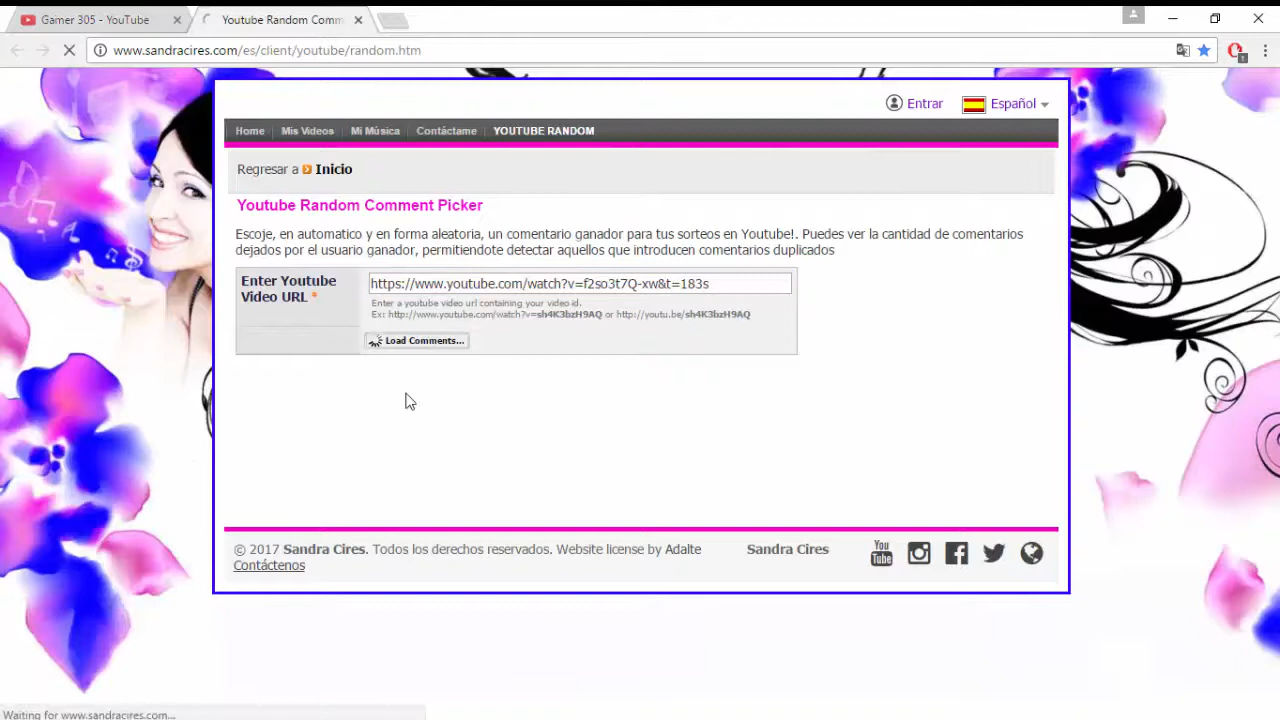 Gamer 305 - YouTube
Youtube Random Comm
www.sandracires.com/es/client/youtube/random.htm
Entrar Español
Home Mis Videos Mi Música Contáctame YOUTUBE RANDOM
Regresar a Inicio
Youtube Random Comment Picker
Escoje, en automatico y en forma aleatoria, un comentario ganador para tus sorteos en Youtube!. Puedes ver la cantidad de comentarios
dejados por el usuario ganador, permitiendote detectar aquellos que introducen comentarios duplicados
Enter Youtube
Video URL *
https://www.youtube.com/watch?v=f2so3t7Q-xw&t=183s
Enter a youtube video url containing your video id.
Ex: http://www.youtube.com/watch?v=sh4K3bzH9AQ or http://youtu.be/sh4K3bzH9AQ
Load Comments...
© 2017 Sandra Cires. Todos los derechos reservados. Website license by Adalte
Contáctenos
Sandra Cires
You
Tube
Waiting for www.sandracires.com...